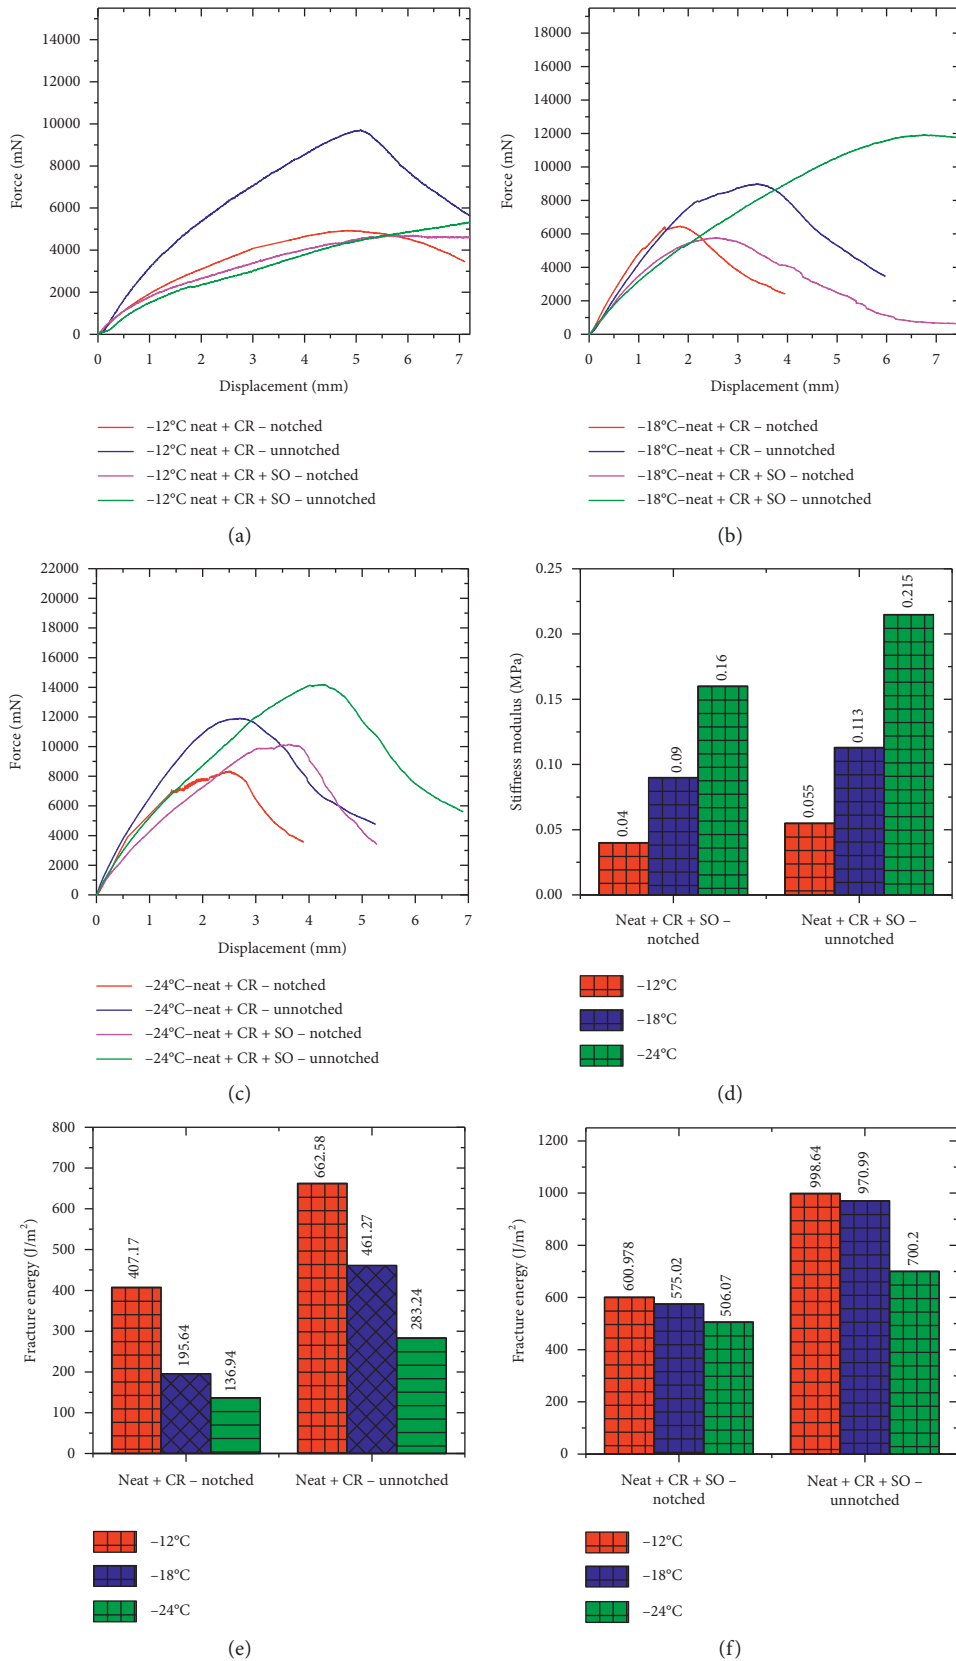 14000
12000
10000
8000
6000
4000
2000
0
Force (mN)
0 1 2 3 4 5 6 7
Displacement (mm)
–12°C neat + CR – notched
–12°C neat + CR – unnotched
–12°C neat + CR + SO – notched
–12°C neat + CR + SO – unnotched
(a)
18000
16000
14000
12000
10000
8000
6000
4000
2000
0
Force (mN)
0 1 2 3 4 5 6 7
Displacement (mm)
–18°C–neat + CR – notched
–18°C–neat + CR – unnotched
–18°C–neat + CR + SO – notched
–18°C–neat + CR + SO – unnotched
(b)
22000
20000
18000
16000
14000
12000
10000
8000
6000
4000
2000
0
Force (mN)
0 1 2 3 4 5 6 7
Displacement (mm)
–24°C–neat + CR – notched
–24°C–neat + CR – unnotched
–24°C–neat + CR + SO – notched
–24°C–neat + CR + SO – unnotched
(c)
0.25
0.20
0.15
0.10
0.05
0.00
Stiffness modulus (MPa)
0.04
0.09
0.16
0.055
0.113
0.215
Neat + CR + SO –
notched
Neat + CR + SO –
unnotched
–12°C
–18°C
–24°C
(d)
800
700
600
500
400
300
200
100
0
Fracture energy (J/m²)
407.17
195.64
136.94
662.58
461.27
283.24
Neat + CR – notched
Neat + CR – unnotched
–12°C
–18°C
–24°C
(e)
1200
1000
800
600
400
200
0
Fracture energy (J/m²)
600.978
575.02
506.07
998.64
970.99
700.2
Neat + CR + SO –
notched
Neat + CR + SO –
unnotched
–12°C
–18°C
–24°C
(f)